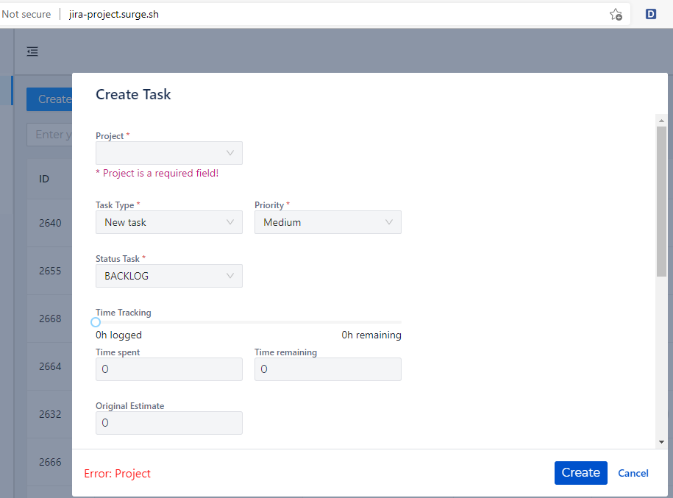 Not secure jira-project.surge.sh D
Create
Create Task
Enter y
Project *
* Project is a required field!
ID
Task Type * Priority *
New task Medium
2640
Status Task *
BACKLOG
2655
Time Tracking
2668
0h logged 0h remaining
Time spent Time remaining
0 0
2664
Original Estimate
0
2632
2666
Error: Project Create Cancel